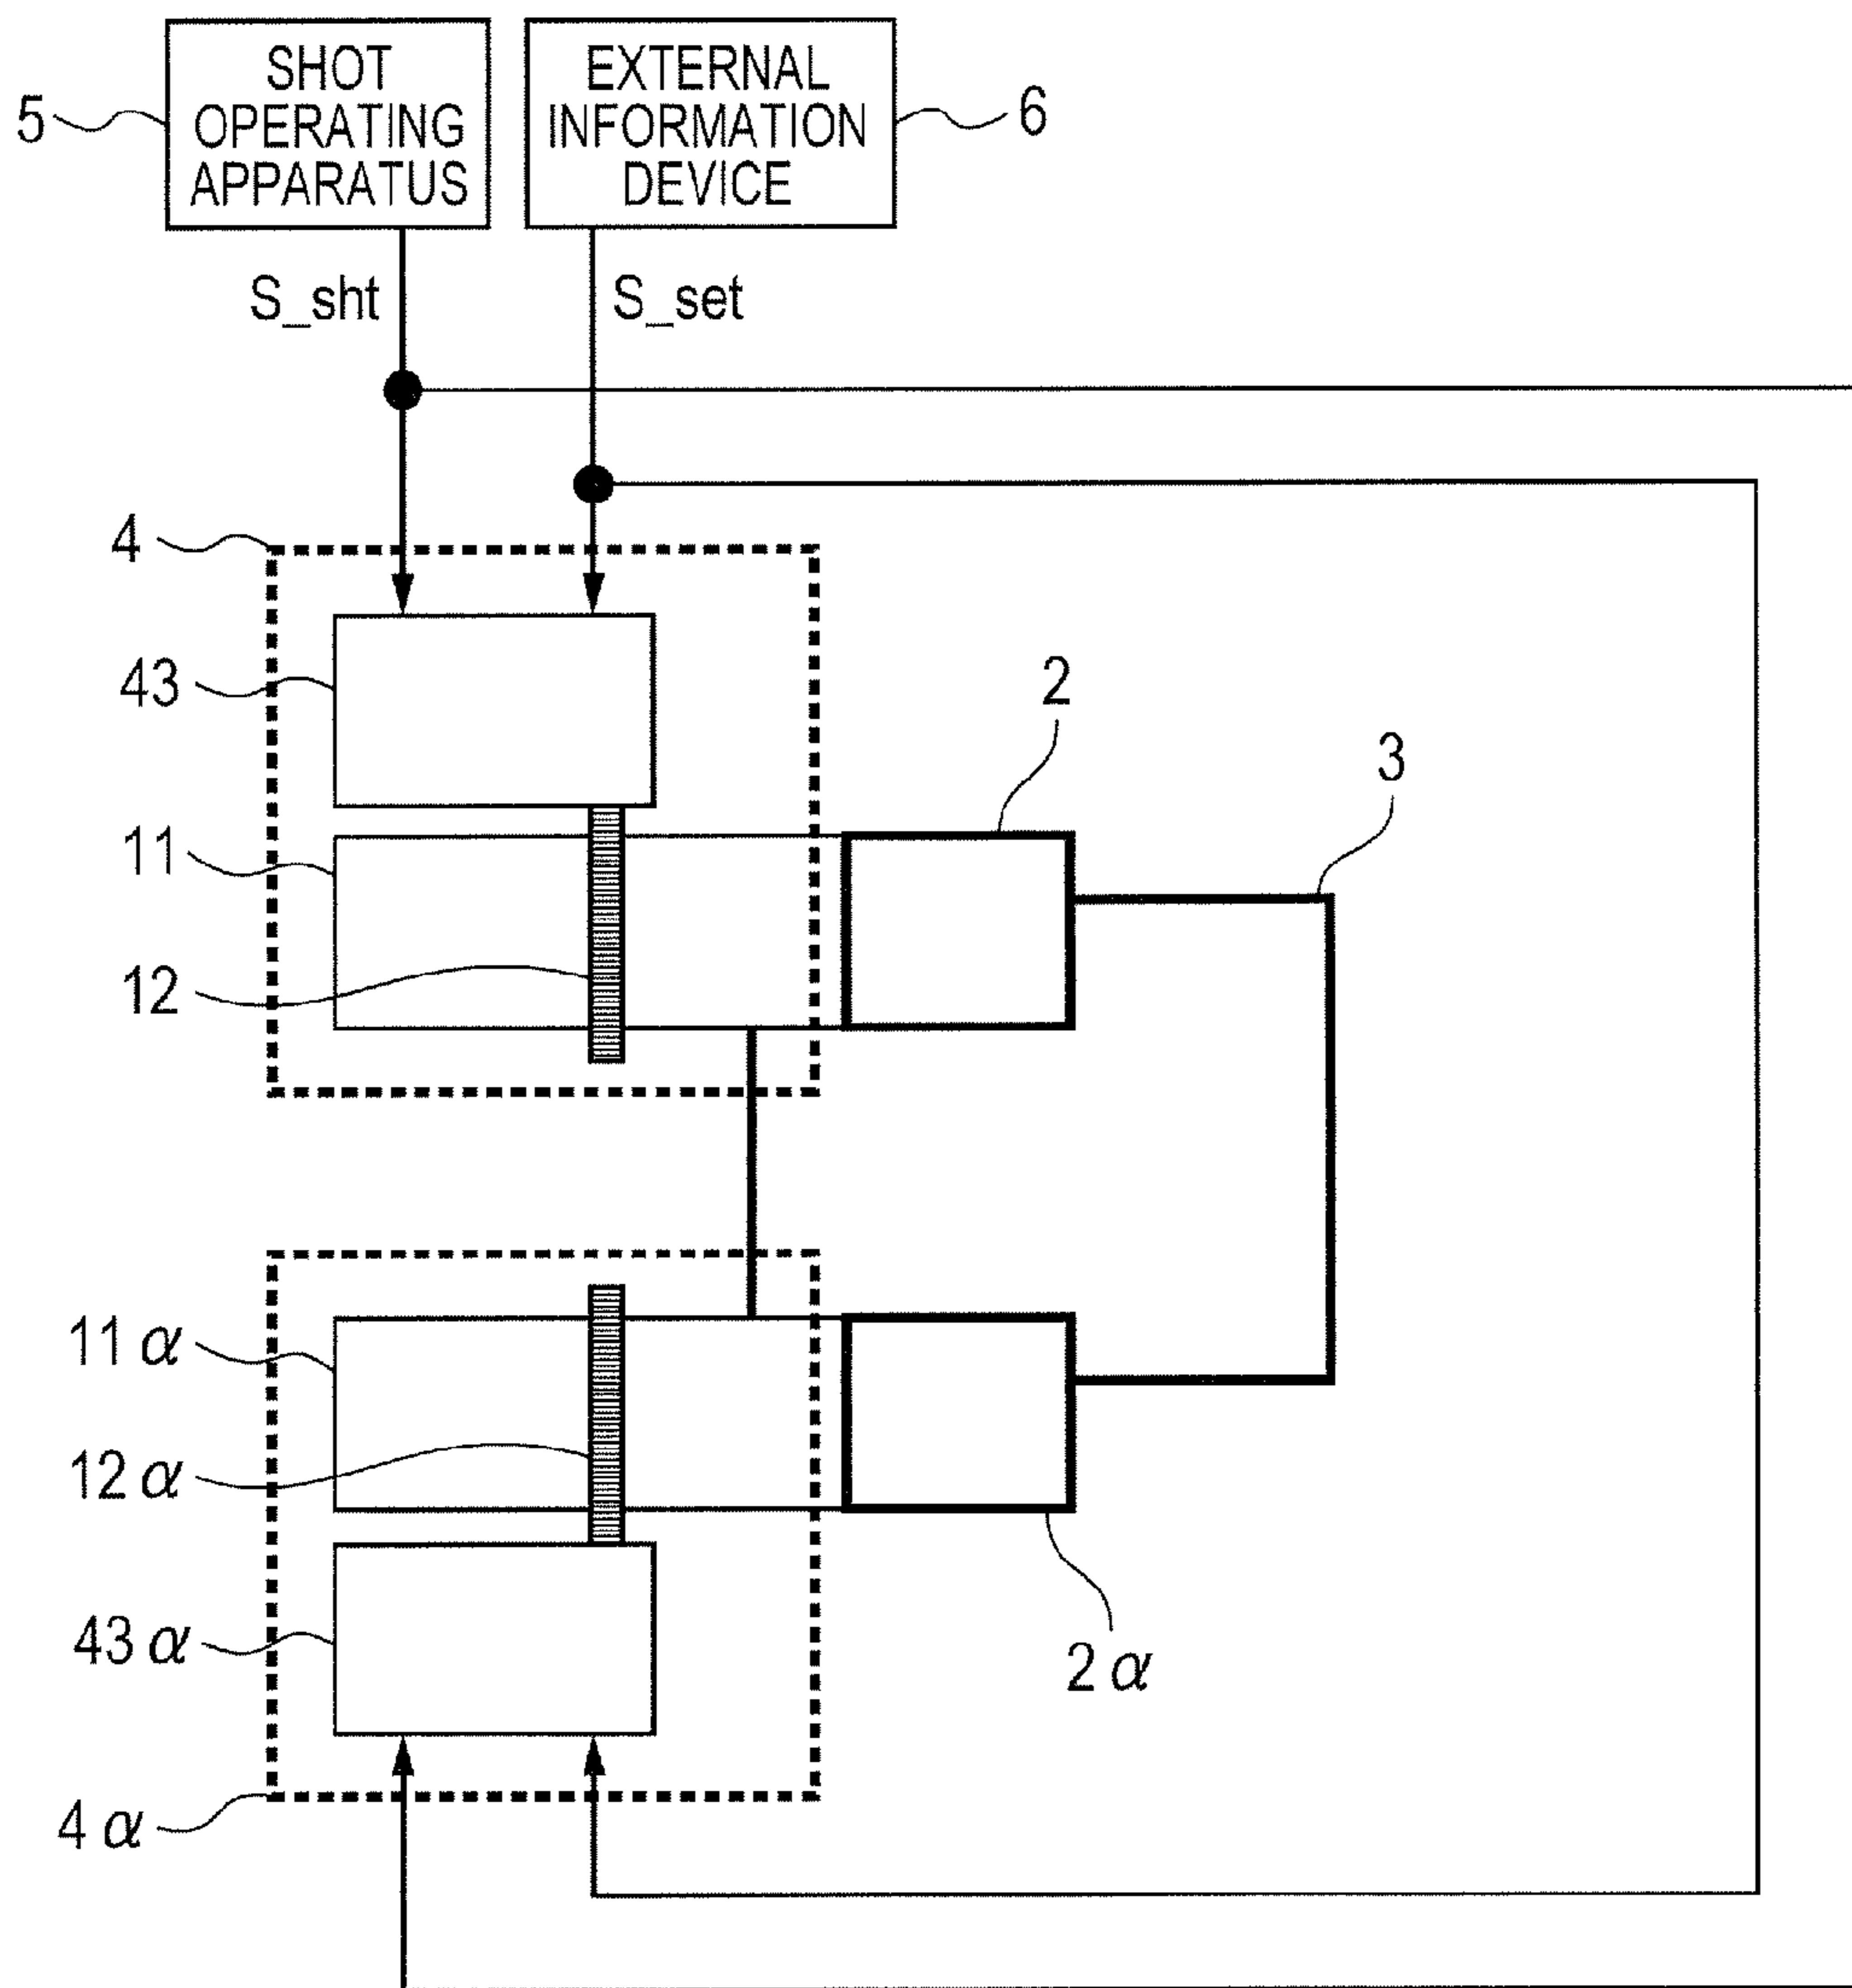 SHOT
OPERATING
APPARATUS
EXTERNAL
INFORMATION
DEVICE
5
6
S_sht
S_set
4
43
2
3
11
12
11α
12α
43α
2α
4α